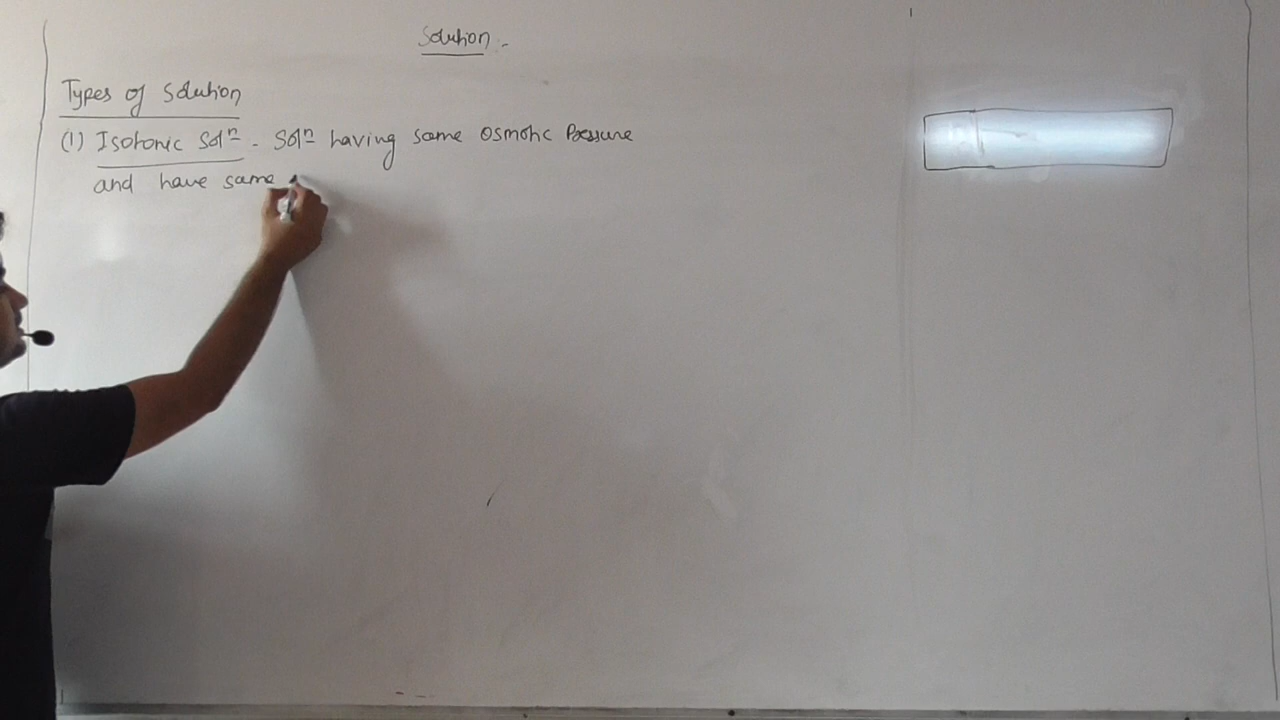 Solution -
Types of Solution
(1) Isotonic Solⁿ - Solⁿ having same Osmotic Pressure
and have same